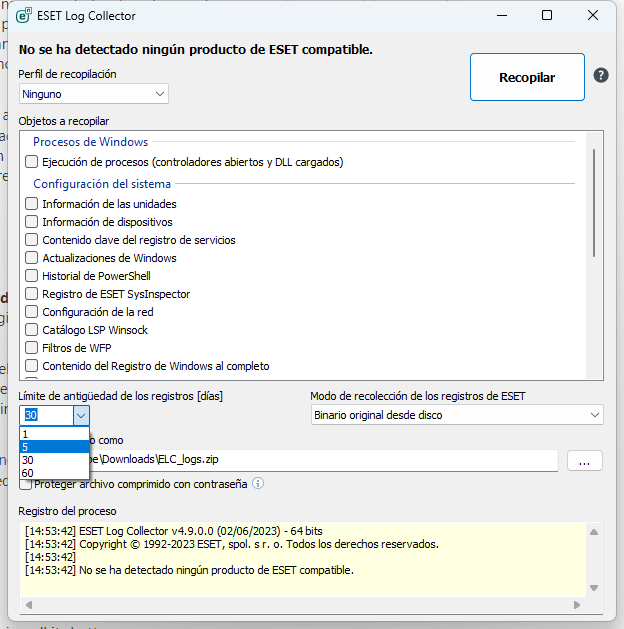 ESET Log Collector
No se ha detectado ningún producto de ESET compatible.
Perfil de recopilación
Ninguno
Recopilar
?
Objetos a recopilar
Procesos de Windows
Ejecución de procesos (controladores abiertos y DLL cargados)
Configuración del sistema
Información de las unidades
Información de dispositivos
Contenido clave del registro de servicios
Actualizaciones de Windows
Historial de PowerShell
Registro de ESET SysInspector
Configuración de la red
Catálogo LSP Winsock
Filtros de WFP
Contenido del Registro de Windows al completo
Límite de antigüedad de los registros [días]
30
1
5
30
60
Modo de recolección de los registros de ESET
Binario original desde disco
como
\Downloads\ELC_logs.zip
...
Proteger archivo comprimido con contraseña
Registro del proceso
[14:53:42] ESET Log Collector v4.9.0.0 (02/06/2023) - 64 bits
[14:53:42] Copyright © 1992-2023 ESET, spol. s r. o. Todos los derechos reservados.
[14:53:42]
[14:53:42] No se ha detectado ningún producto de ESET compatible.